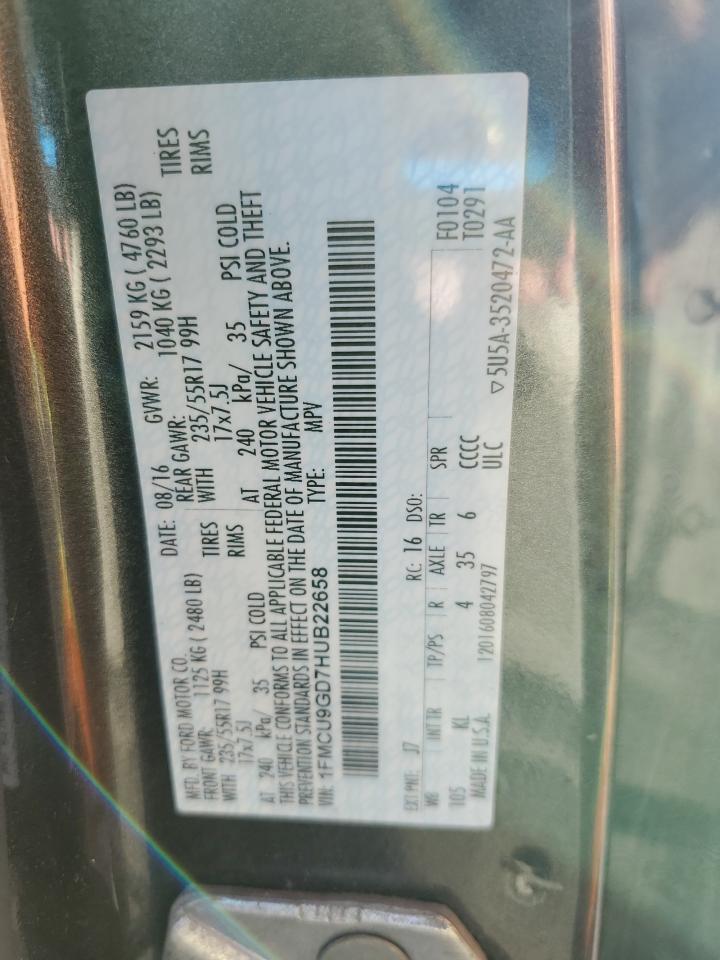 MFD. BY FORD MOTOR CO.
DATE: 08/16 GVWR: 2159 KG ( 4760 LB)
FRONT GAWR: 1125 KG ( 2480 LB) REAR GAWR: 1040 KG ( 2293 LB)
WITH 235/55R17 99H TIRES WITH 235/55R17 99H TIRES
17x7.5J RIMS 17x7.5J RIMS
AT 240 kPa/ 35 PSI COLD AT 240 kPa/ 35 PSI COLD
THIS VEHICLE CONFORMS TO ALL APPLICABLE FEDERAL MOTOR VEHICLE SAFETY AND THEFT
PREVENTION STANDARDS IN EFFECT ON THE DATE OF MANUFACTURE SHOWN ABOVE.
VIN: 1FMCU9GD7HUB22658 TYPE: MPV
EXT PNT: J7 RC: 16 DSO: F0104
WB INT TR TP/PS R AXLE TR SPR T0291
105 KL 4 35 6 CCCC
MADE IN U.S.A. 1201608042797 ULC ▽5U5A-3520472-AA